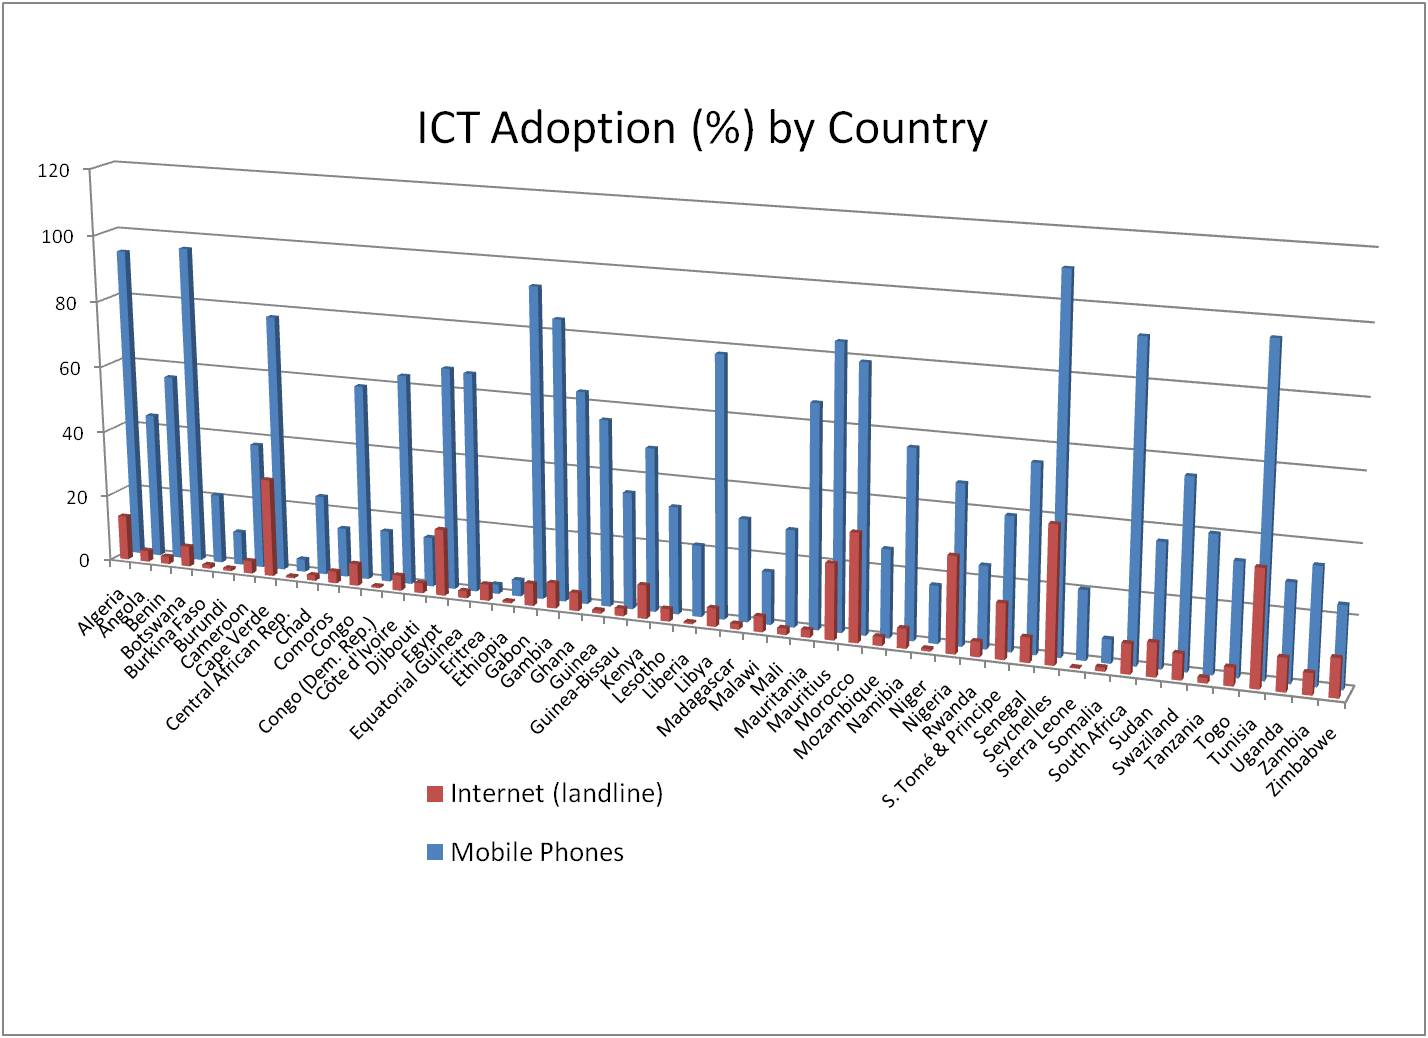 ICT Adoption (%) by Country
120
100
80
60
40
20
0
Algeria
Angola
Benin
Botswana
Burkina Faso
Burundi
Cameroon
Cape Verde
Central African Rep.
Chad
Comoros
Congo
Congo (Dem. Rep.)
Côte d'Ivoire
Djibouti
Egypt
Equatorial Guinea
Eritrea
Ethiopia
Gabon
Gambia
Ghana
Guinea
Guinea-Bissau
Kenya
Lesotho
Liberia
Libya
Madagascar
Malawi
Mali
Mauritania
Mauritius
Morocco
Mozambique
Namibia
Niger
Nigeria
Rwanda
S. Tomé & Principe
Senegal
Seychelles
Sierra Leone
Somalia
South Africa
Sudan
Swaziland
Tanzania
Togo
Tunisia
Uganda
Zambia
Zimbabwe
Internet (landline)
Mobile Phones